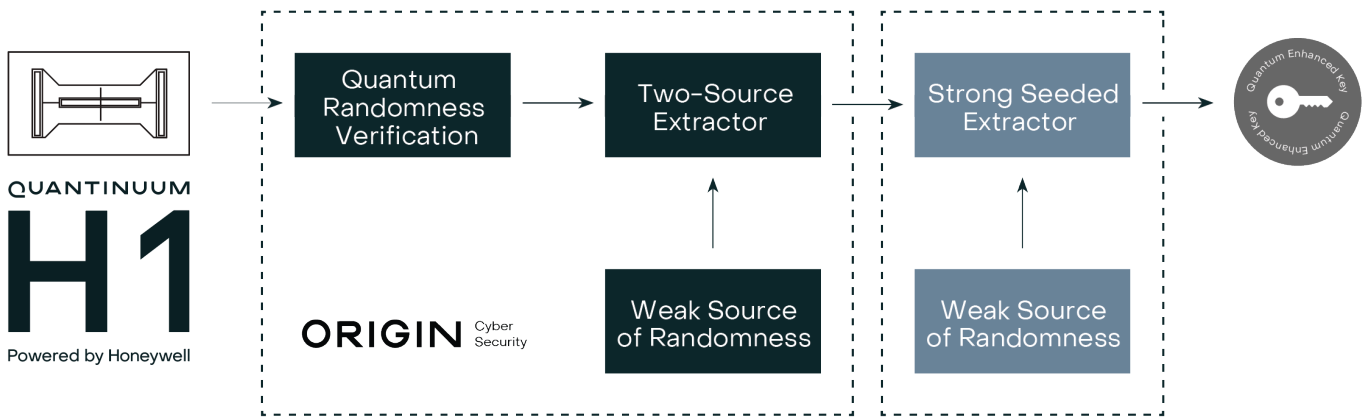 QUANTINUUM
H1
Powered by Honeywell
Quantum
Randomness
Verification
Two-Source
Extractor
Strong Seeded
Extractor
Quantum Enhanced Key
Quantum Enhanced Key
ORIGIN
Cyber
Security
Weak Source
of Randomness
Weak Source
of Randomness